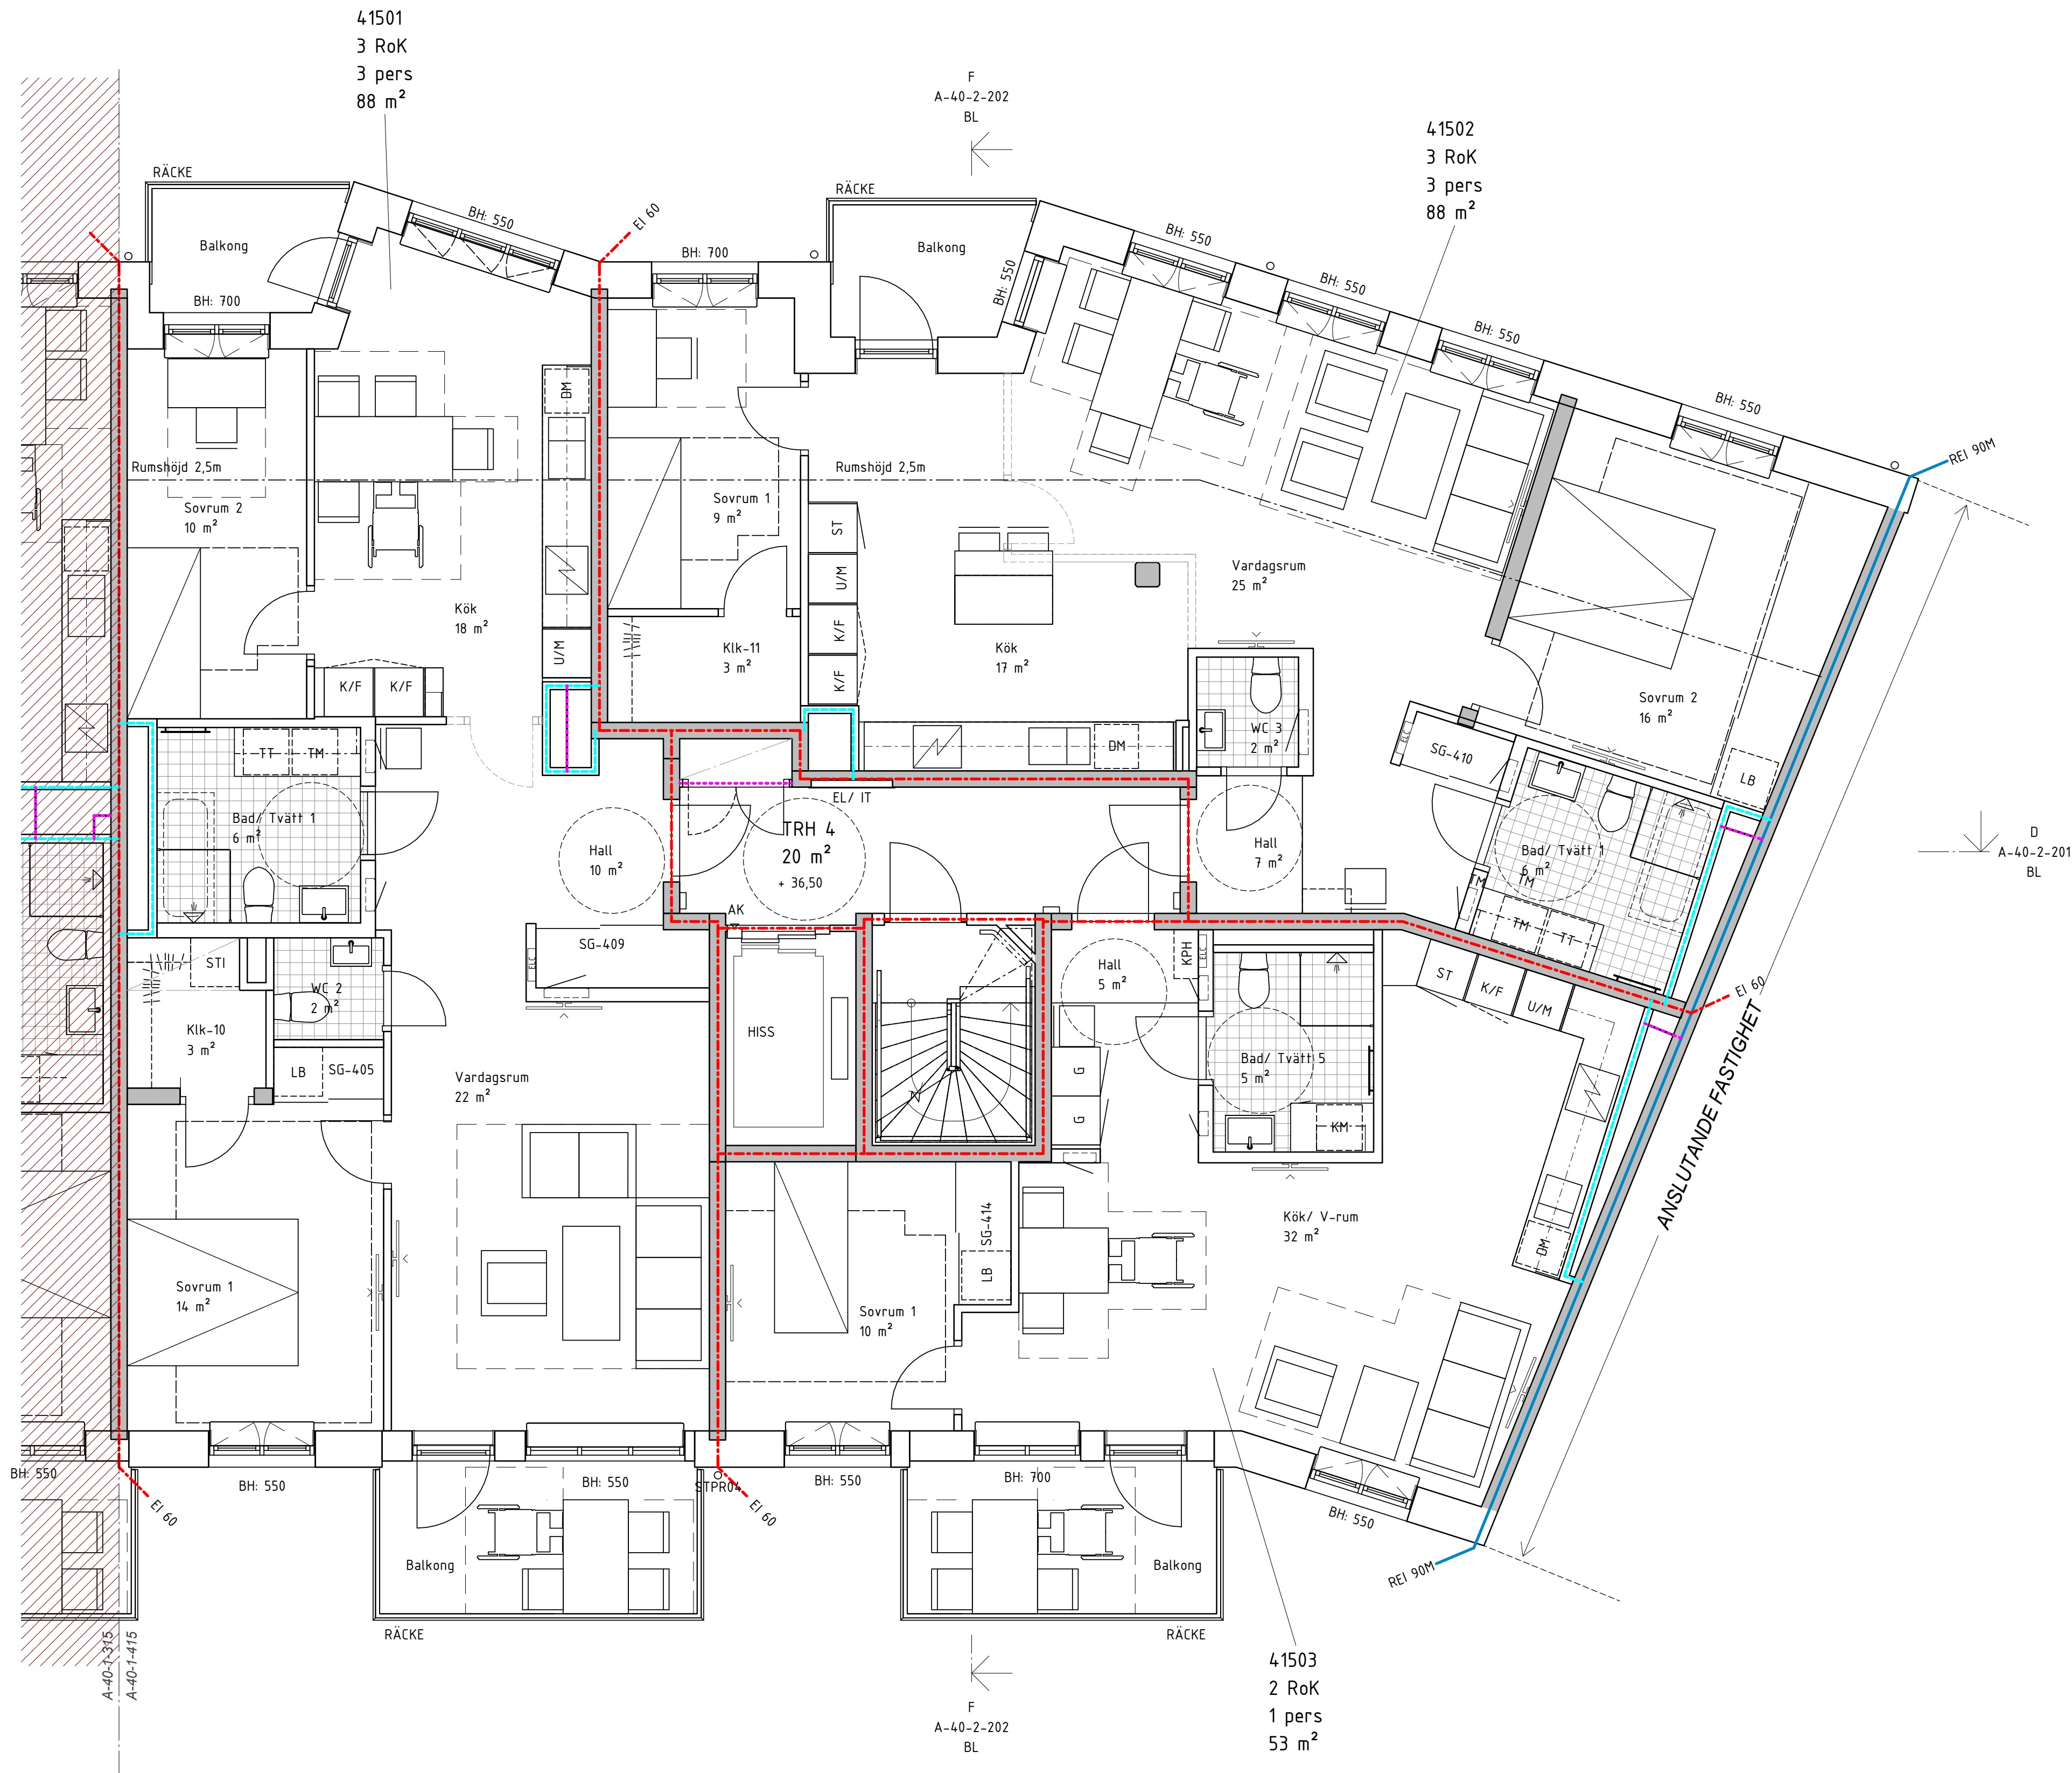 41501
3 RoK
3 pers
88 m²
F
A-40-2-202
BL
41502
3 RoK
3 pers
88 m²
RÄCKE
RÄCKE
BH: 550
EI 60
BH: 550
Balkong
BH: 700
Balkong
BH: 550
BH: 550
BH: 700
BH: 550
BH: 550
DM
REI 90M
Rumshöjd 2,5m
Rumshöjd 2,5m
Sovrum 2
10 m²
Sovrum 1
9 m²
ST
U/M
K/F
K/F
Vardagsrum
25 m²
Kök
18 m²
U/M
Klk-11
3 m²
Kök
17 m²
K/F
K/F
Sovrum 2
16 m²
WC 3
2 m²
DM
ELC
SG-410
LB
TT
TM
EL/ IT
Bad/ Tvätt 1
6 m²
TRH 4
20 m²
+ 36,50
Hall
10 m²
Hall
7 m²
Bad/ Tvätt 1
6 m²
TM
TM
TM
TT
D
A-40-2-201
BL
AK
SG-409
ELC
KPH
ELC
STI
WC 2
2 m²
Hall
5 m²
ST
K/F
U/M
EI 60
Klk-10
3 m²
HISS
LB
SG-405
Vardagsrum
22 m²
G
G
Bad/ Tvätt 5
5 m²
KM
ANSLUTANDE FASTIGHET
SG-414
LB
Kök/ V-rum
32 m²
DM
Sovrum 1
14 m²
Sovrum 1
10 m²
BH: 550
BH: 550
BH: 550
STPR04
BH: 550
BH: 700
BH: 550
EI 60
EI 60
REI 90M
Balkong
Balkong
RÄCKE
RÄCKE
A-40-1-315
A-40-1-415
F
A-40-2-202
BL
41503
2 RoK
1 pers
53 m²